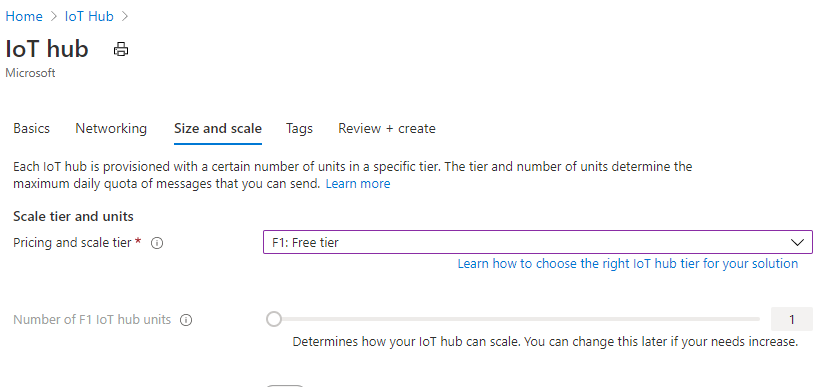 Home > IoT Hub >
IoT hub
Microsoft
Basics Networking Size and scale Tags Review + create
Each IoT hub is provisioned with a certain number of units in a specific tier. The tier and number of units determine the
maximum daily quota of messages that you can send. Learn more
Scale tier and units
Pricing and scale tier * F1: Free tier
Learn how to choose the right IoT hub tier for your solution
Number of F1 IoT hub units 1
Determines how your IoT hub can scale. You can change this later if your needs increase.